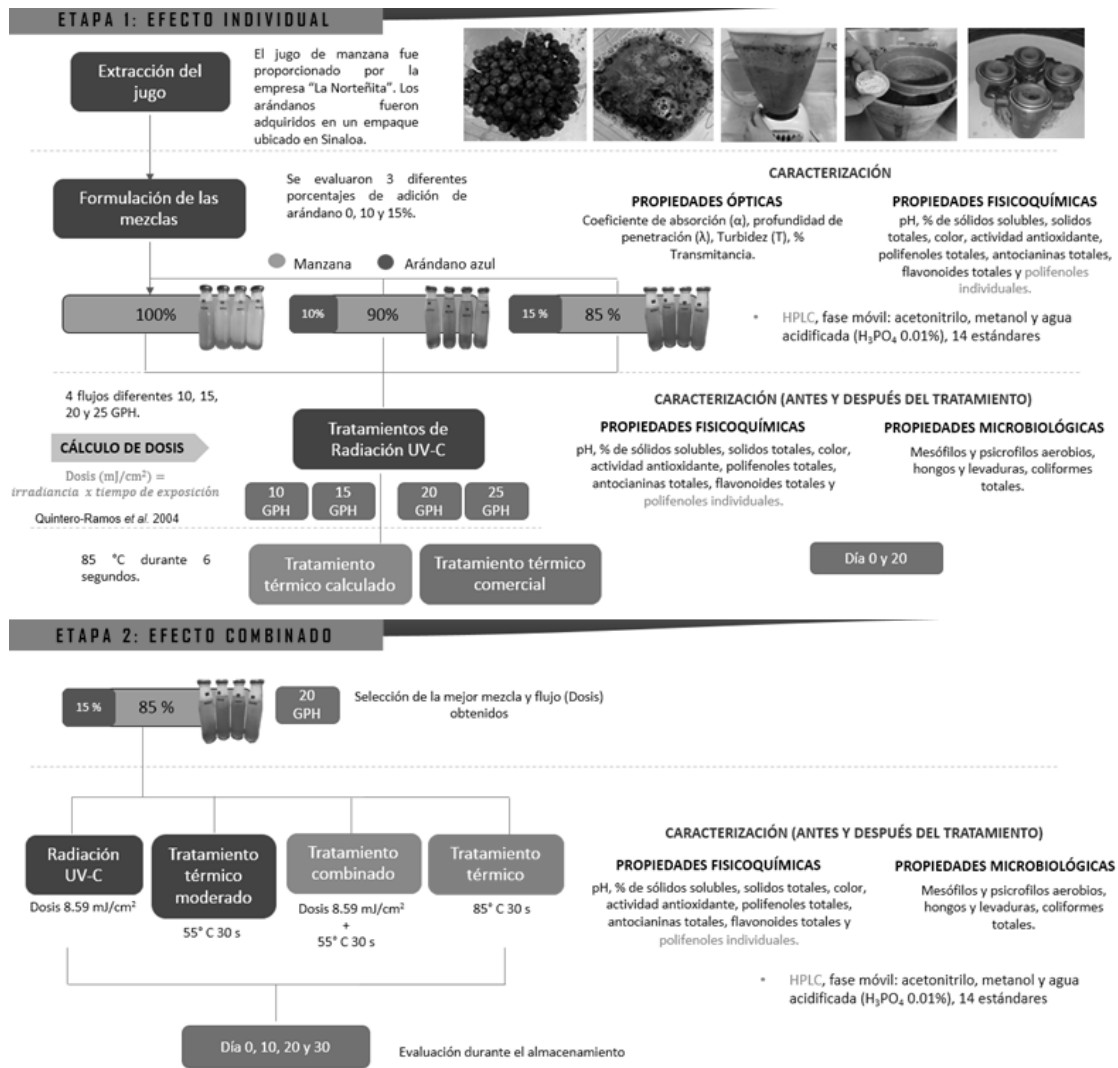 ETAPA 1: EFECTO INDIVIDUAL
Extracción del
jugo
El jugo de manzana fue
proporcionado por la
empresa "La Norteñita". Los
arándanos fueron
adquiridos en un empaque
ubicado en Sinaloa.
Formulación de las
mezclas
Se evaluaron 3 diferentes
porcentajes de adición de
arándano 0, 10 y 15%.
Manzana
Arándano azul
100%
10%
90%
15 %
85 %
CARACTERIZACIÓN
PROPIEDADES ÓPTICAS
Coeficiente de absorción (α), profundidad de
penetración (λ), Turbidez (T), %
Transmitancia.
PROPIEDADES FISICOQUÍMICAS
pH, % de sólidos solubles, solidos
totales, color, actividad antioxidante,
polifenoles totales, antocianinas totales,
flavonoides totales y polifenoles
individuales.
• HPLC, fase móvil: acetonitrilo, metanol y agua
acidificada (H₃PO₄ 0.01%), 14 estándares
4 flujos diferentes 10, 15,
20 y 25 GPH.
CÁLCULO DE DOSIS
Dosis (mJ/cm²) =
irradiancia x tiempo de exposición
Quintero-Ramos et al. 2004
Tratamientos de
Radiación UV-C
10
GPH
15
GPH
20
GPH
25
GPH
CARACTERIZACIÓN (ANTES Y DESPUÉS DEL TRATAMIENTO)
PROPIEDADES FISICOQUÍMICAS
pH, % de sólidos solubles, solidos totales, color,
actividad antioxidante, polifenoles totales,
antocianinas totales, flavonoides totales y
polifenoles individuales.
PROPIEDADES MICROBIOLÓGICAS
Mesófilos y psicrofilos aerobios,
hongos y levaduras, coliformes
totales.
85 °C durante 6
segundos.
Tratamiento
térmico calculado
Tratamiento térmico
comercial
Día 0 y 20
ETAPA 2: EFECTO COMBINADO
15 %
85 %
20
GPH
Selección de la mejor mezcla y flujo (Dosis)
obtenidos
Radiación
UV-C
Dosis 8.59 mJ/cm²
Tratamiento
térmico
moderado
55° C 30 s
Tratamiento
combinado
Dosis 8.59 mJ/cm²
+
55° C 30 s
Tratamiento
térmico
85° C 30 s
CARACTERIZACIÓN (ANTES Y DESPUÉS DEL TRATAMIENTO)
PROPIEDADES FISICOQUÍMICAS
pH, % de sólidos solubles, solidos totales, color,
actividad antioxidante, polifenoles totales,
antocianinas totales, flavonoides totales y
polifenoles individuales.
PROPIEDADES MICROBIOLÓGICAS
Mesófilos y psicrofilos aerobios,
hongos y levaduras, coliformes
totales.
• HPLC, fase móvil: acetonitrilo, metanol y agua
acidificada (H₃PO₄ 0.01%), 14 estándares
Día 0, 10, 20 y 30
Evaluación durante el almacenamiento